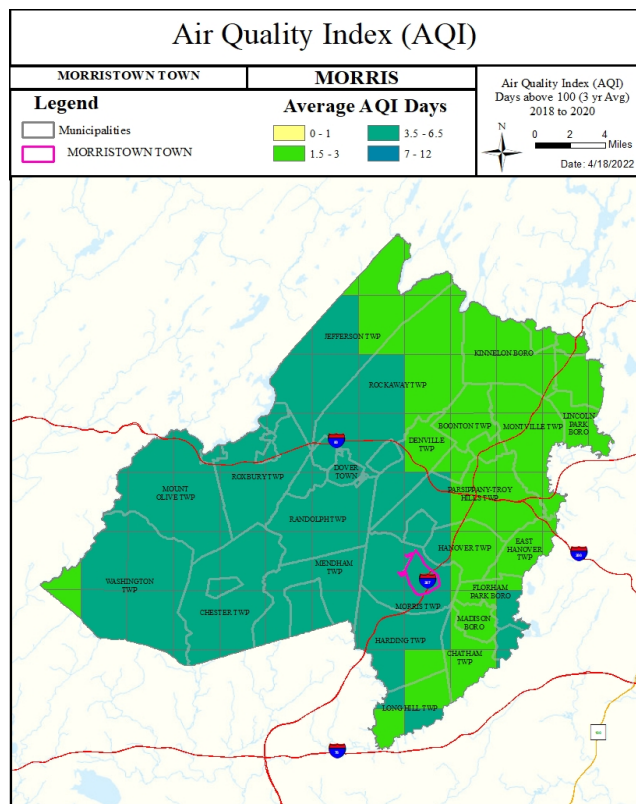 Air Quality Index (AQI)
MORRISTOWN TOWN
MORRIS
Legend
Municipalities
MORRISTOWN TOWN
Average AQI Days
0 - 1
3.5 - 6.5
1.5 - 3
7 - 12
Air Quality Index (AQI)
Days above 100 (3 yr Avg)
2018 to 2020
N
0 2 4
Miles
Date: 4/18/2022
JEFFERSON TWP
KINNELON BORO
ROCKAWAY TWP
LINCOLN
PARK
BORO
BOONTON TWP
MONTVILLE TWP
DENVILLE
TWP
80
DOVER
TOWN
ROXBURY TWP
MOUNT
OLIVE TWP
PARSIPPANY-TROY
HILLS TWP
RANDOLPH TWP
HANOVER TWP
EAST
HANOVER
TWP
MENDHAM
TWP
WASHINGTON
TWP
287
FLORHAM
PARK BORO
MORRIS TWP
CHESTER TWP
MADISON
BORO
HARDING TWP
CHATHAM
TWP
LONG HILL TWP